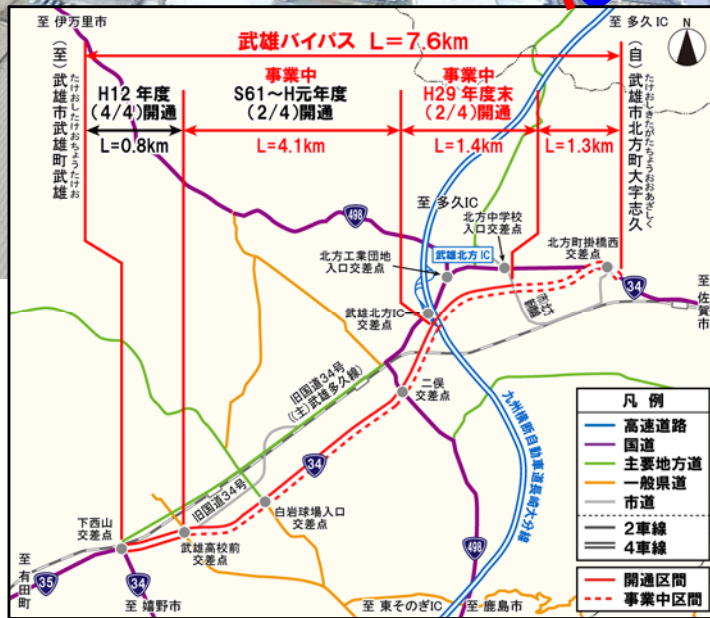 至 伊万里市
至 多久IC
N
武雄バイパス L=7.6km
(至)武雄市武雄町武雄
たけおしたけおちょうたけお
(自)武雄市北方町大字志久
たけおしきたがたちょうおおあざしく
H12 年度
(4/4)開通
L=0.8km
事業中
S61~H元年度
(2/4)開通
L=4.1km
事業中
H29 年度末
(2/4)開通
L=1.4km
L=1.3km
至 多久IC
498
北方中学校
入口交差点
北方町掛橋西
交差点
北方工業団地
入口交差点
武雄北方 IC
34
至 佐賀市
武雄北方IC
交差点
旧国道34号
((主)武雄多久線)
二俣
交差点
九州横断自動車道長崎大分線
34
旧国道34号
白岩球場入口
交差点
下西山
交差点
武雄高校前
交差点
498
至 有田町
35
34
至 嬉野市
至 東そのぎIC
至 鹿島市
凡 例
高速道路
国道
主要地方道
一般県道
市道
2車線
4車線
開通区間
事業中区間